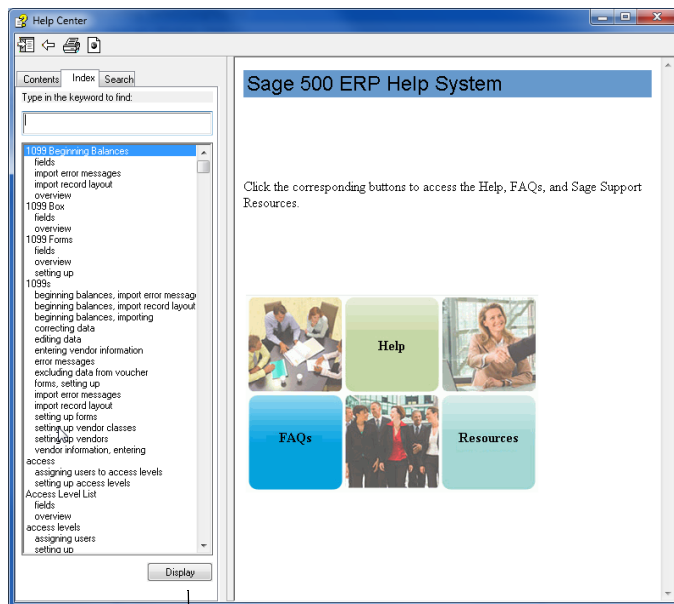 Help Center
Contents Index Search
Type in the keyword to find:
1099 Beginning Balances
fields
import error messages
import record layout
overview
1099 Box
fields
overview
1099 Forms
fields
overview
setting up
1099s
beginning balances, import error messag
beginning balances, import record layout
beginning balances, importing
correcting data
editing data
entering vendor information
error messages
excluding data from voucher
forms, setting up
import error messages
import record layout
setting up forms
setting up vendor classes
setting up vendors
vendor information, entering
access
assigning users to access levels
setting up access levels
Access Level List
fields
overview
access levels
assigning users
setting up
Display
Sage 500 ERP Help System
Click the corresponding buttons to access the Help, FAQs, and Sage Support
Resources.
Help
FAQs
Resources